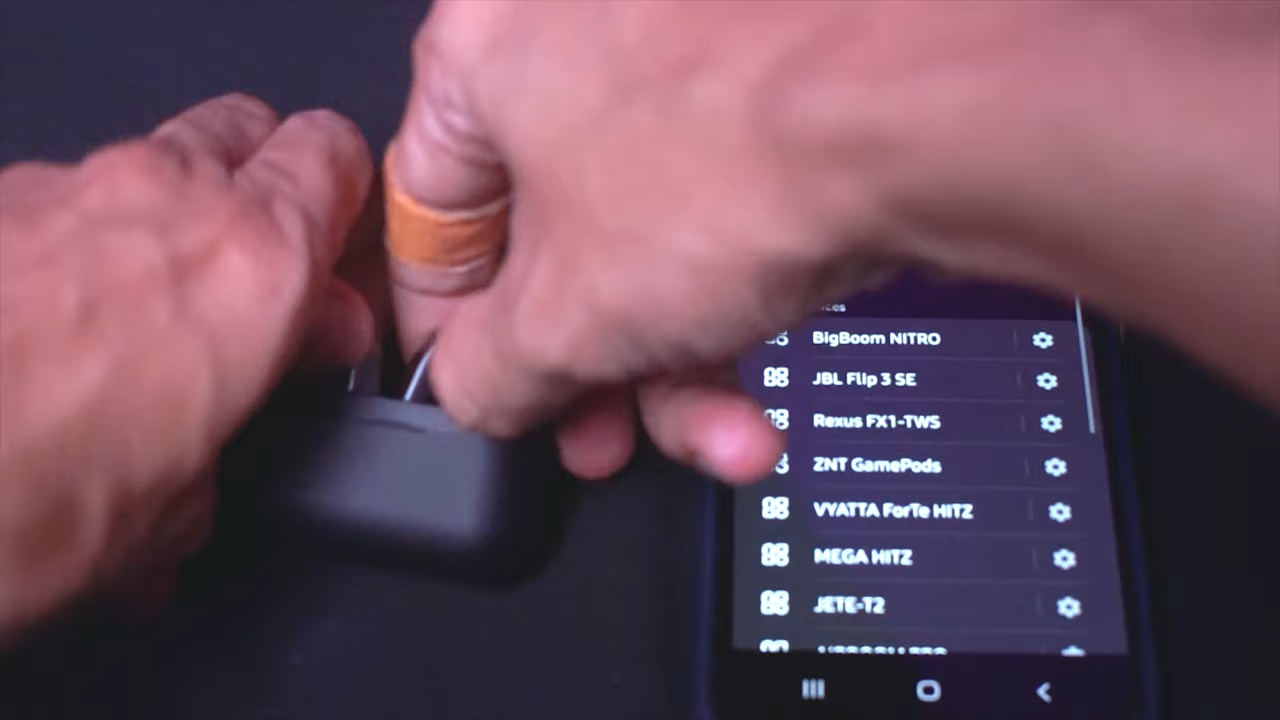 BigBoom NITRO
JBL Flip 3 SE
Rexus FX1-TWS
ZNT GamePods
VYATTA ForTe HITZ
MEGA HITZ
JETE-T2